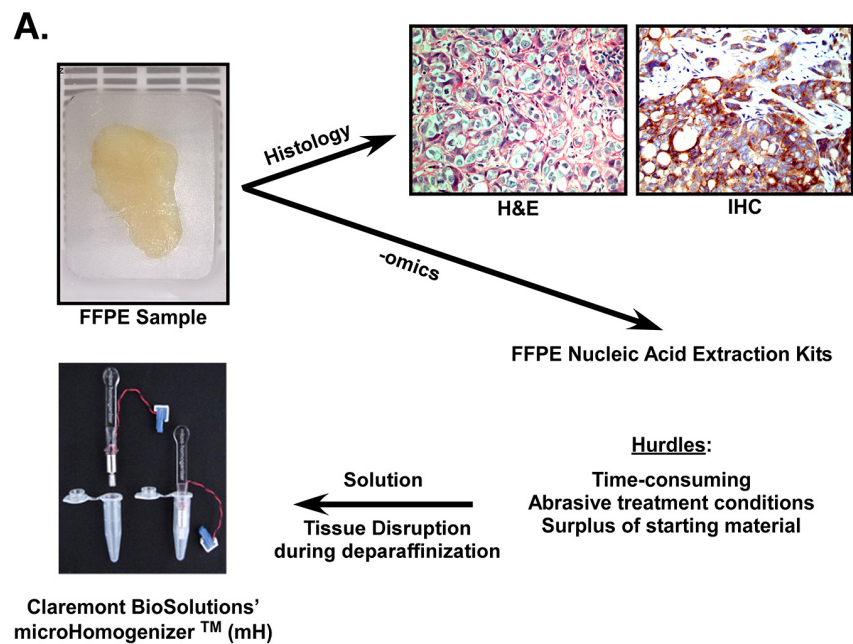 A.
FFPE Sample
Histology
H&E
IHC
-omics
FFPE Nucleic Acid Extraction Kits
Hurdles:
Time-consuming
Abrasive treatment conditions
Surplus of starting material
Solution
Tissue Disruption
during deparaffinization
Claremont BioSolutions’
microHomogenizer TM (mH)